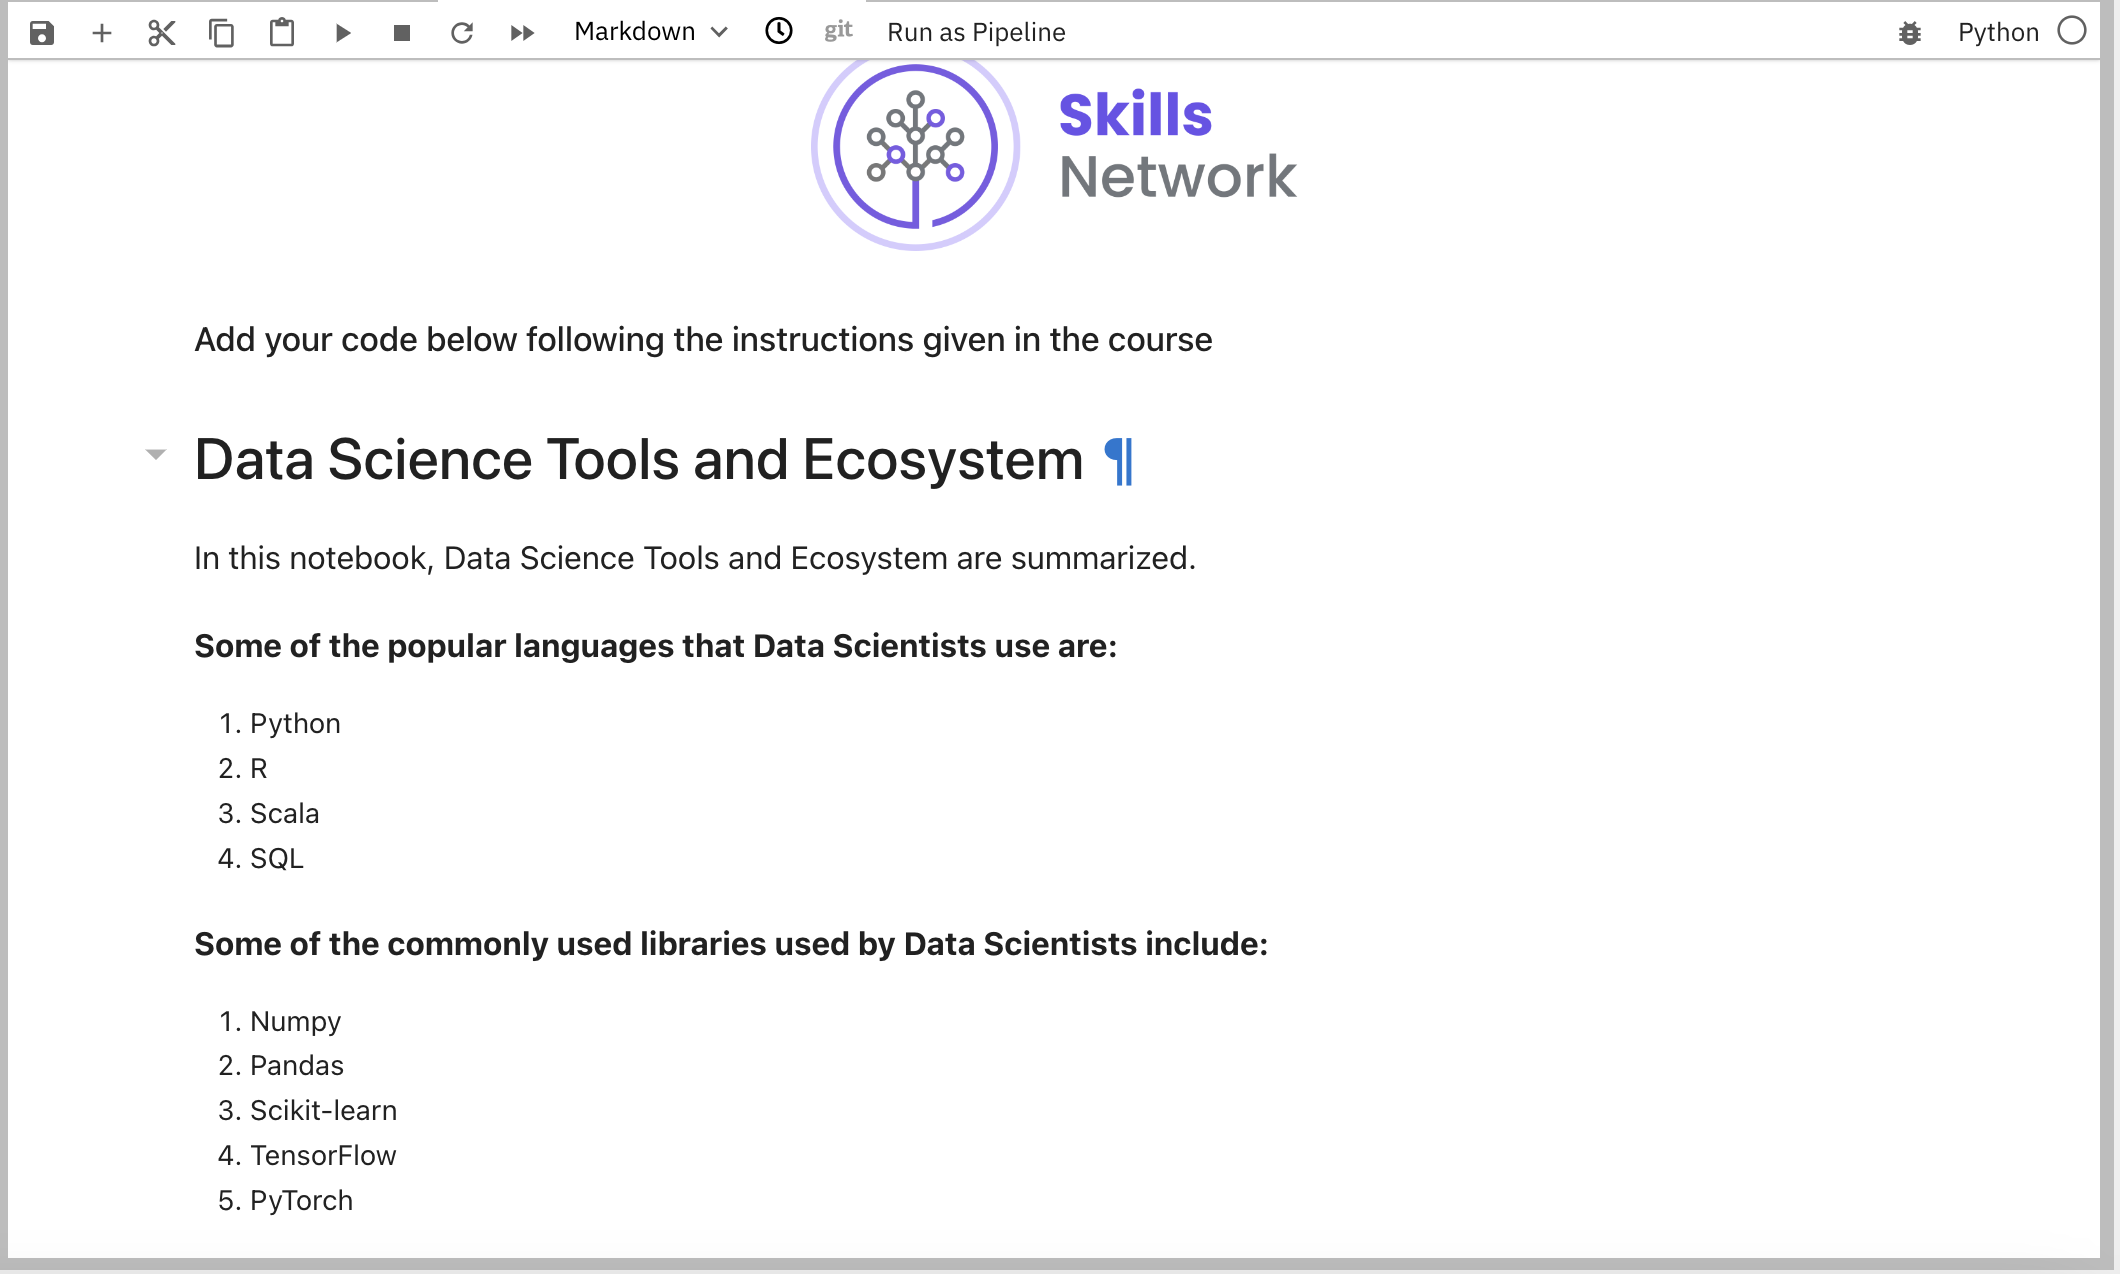 Markdown git Run as Pipeline Python
Skills
Network
Add your code below following the instructions given in the course
Data Science Tools and Ecosystem ¶
In this notebook, Data Science Tools and Ecosystem are summarized.
Some of the popular languages that Data Scientists use are:
1. Python
2. R
3. Scala
4. SQL
Some of the commonly used libraries used by Data Scientists include:
1. Numpy
2. Pandas
3. Scikit-learn
4. TensorFlow
5. PyTorch